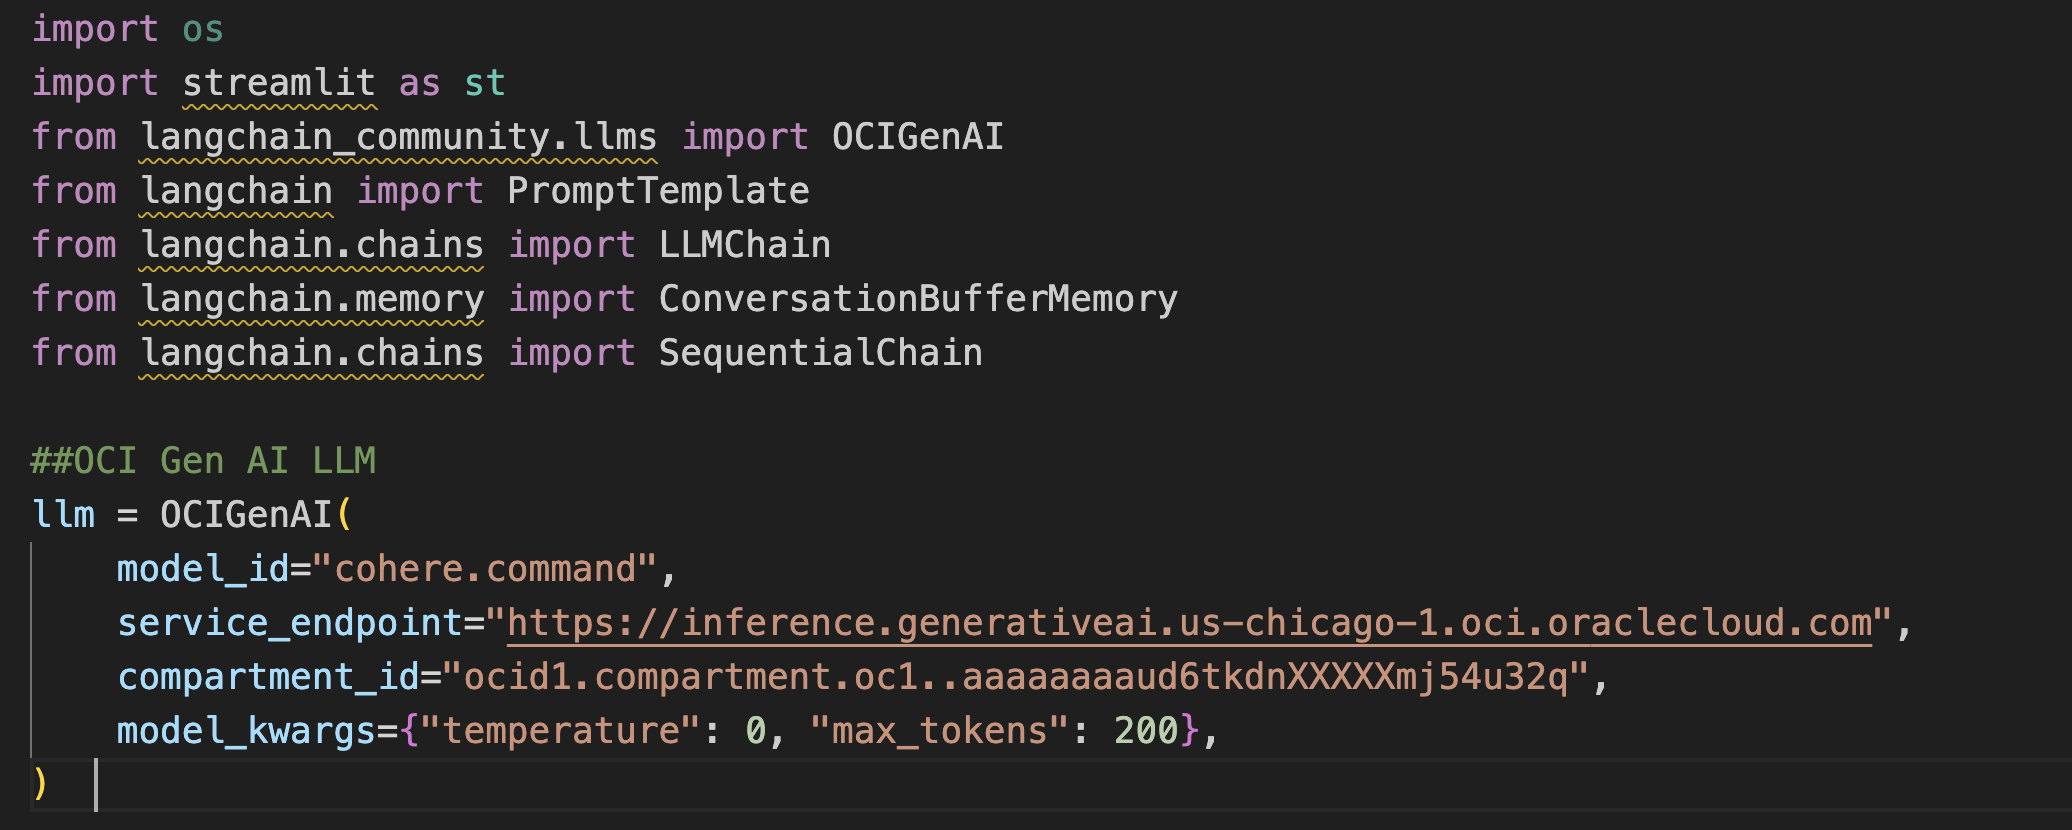 import os
import streamlit as st
from langchain_community.llms import OCIGenAI
from langchain import PromptTemplate
from langchain.chains import LLMChain
from langchain.memory import ConversationBufferMemory
from langchain.chains import SequentialChain
##OCI Gen AI LLM
llm = OCIGenAI(
    model_id="cohere.command",
    service_endpoint="https://inference.generativeai.us-chicago-1.oci.oraclecloud.com",
    compartment_id="ocid1.compartment.oc1..aaaaaaaaud6tkdnXXXXXmj54u32q",
    model_kwargs={"temperature": 0, "max_tokens": 200},
)